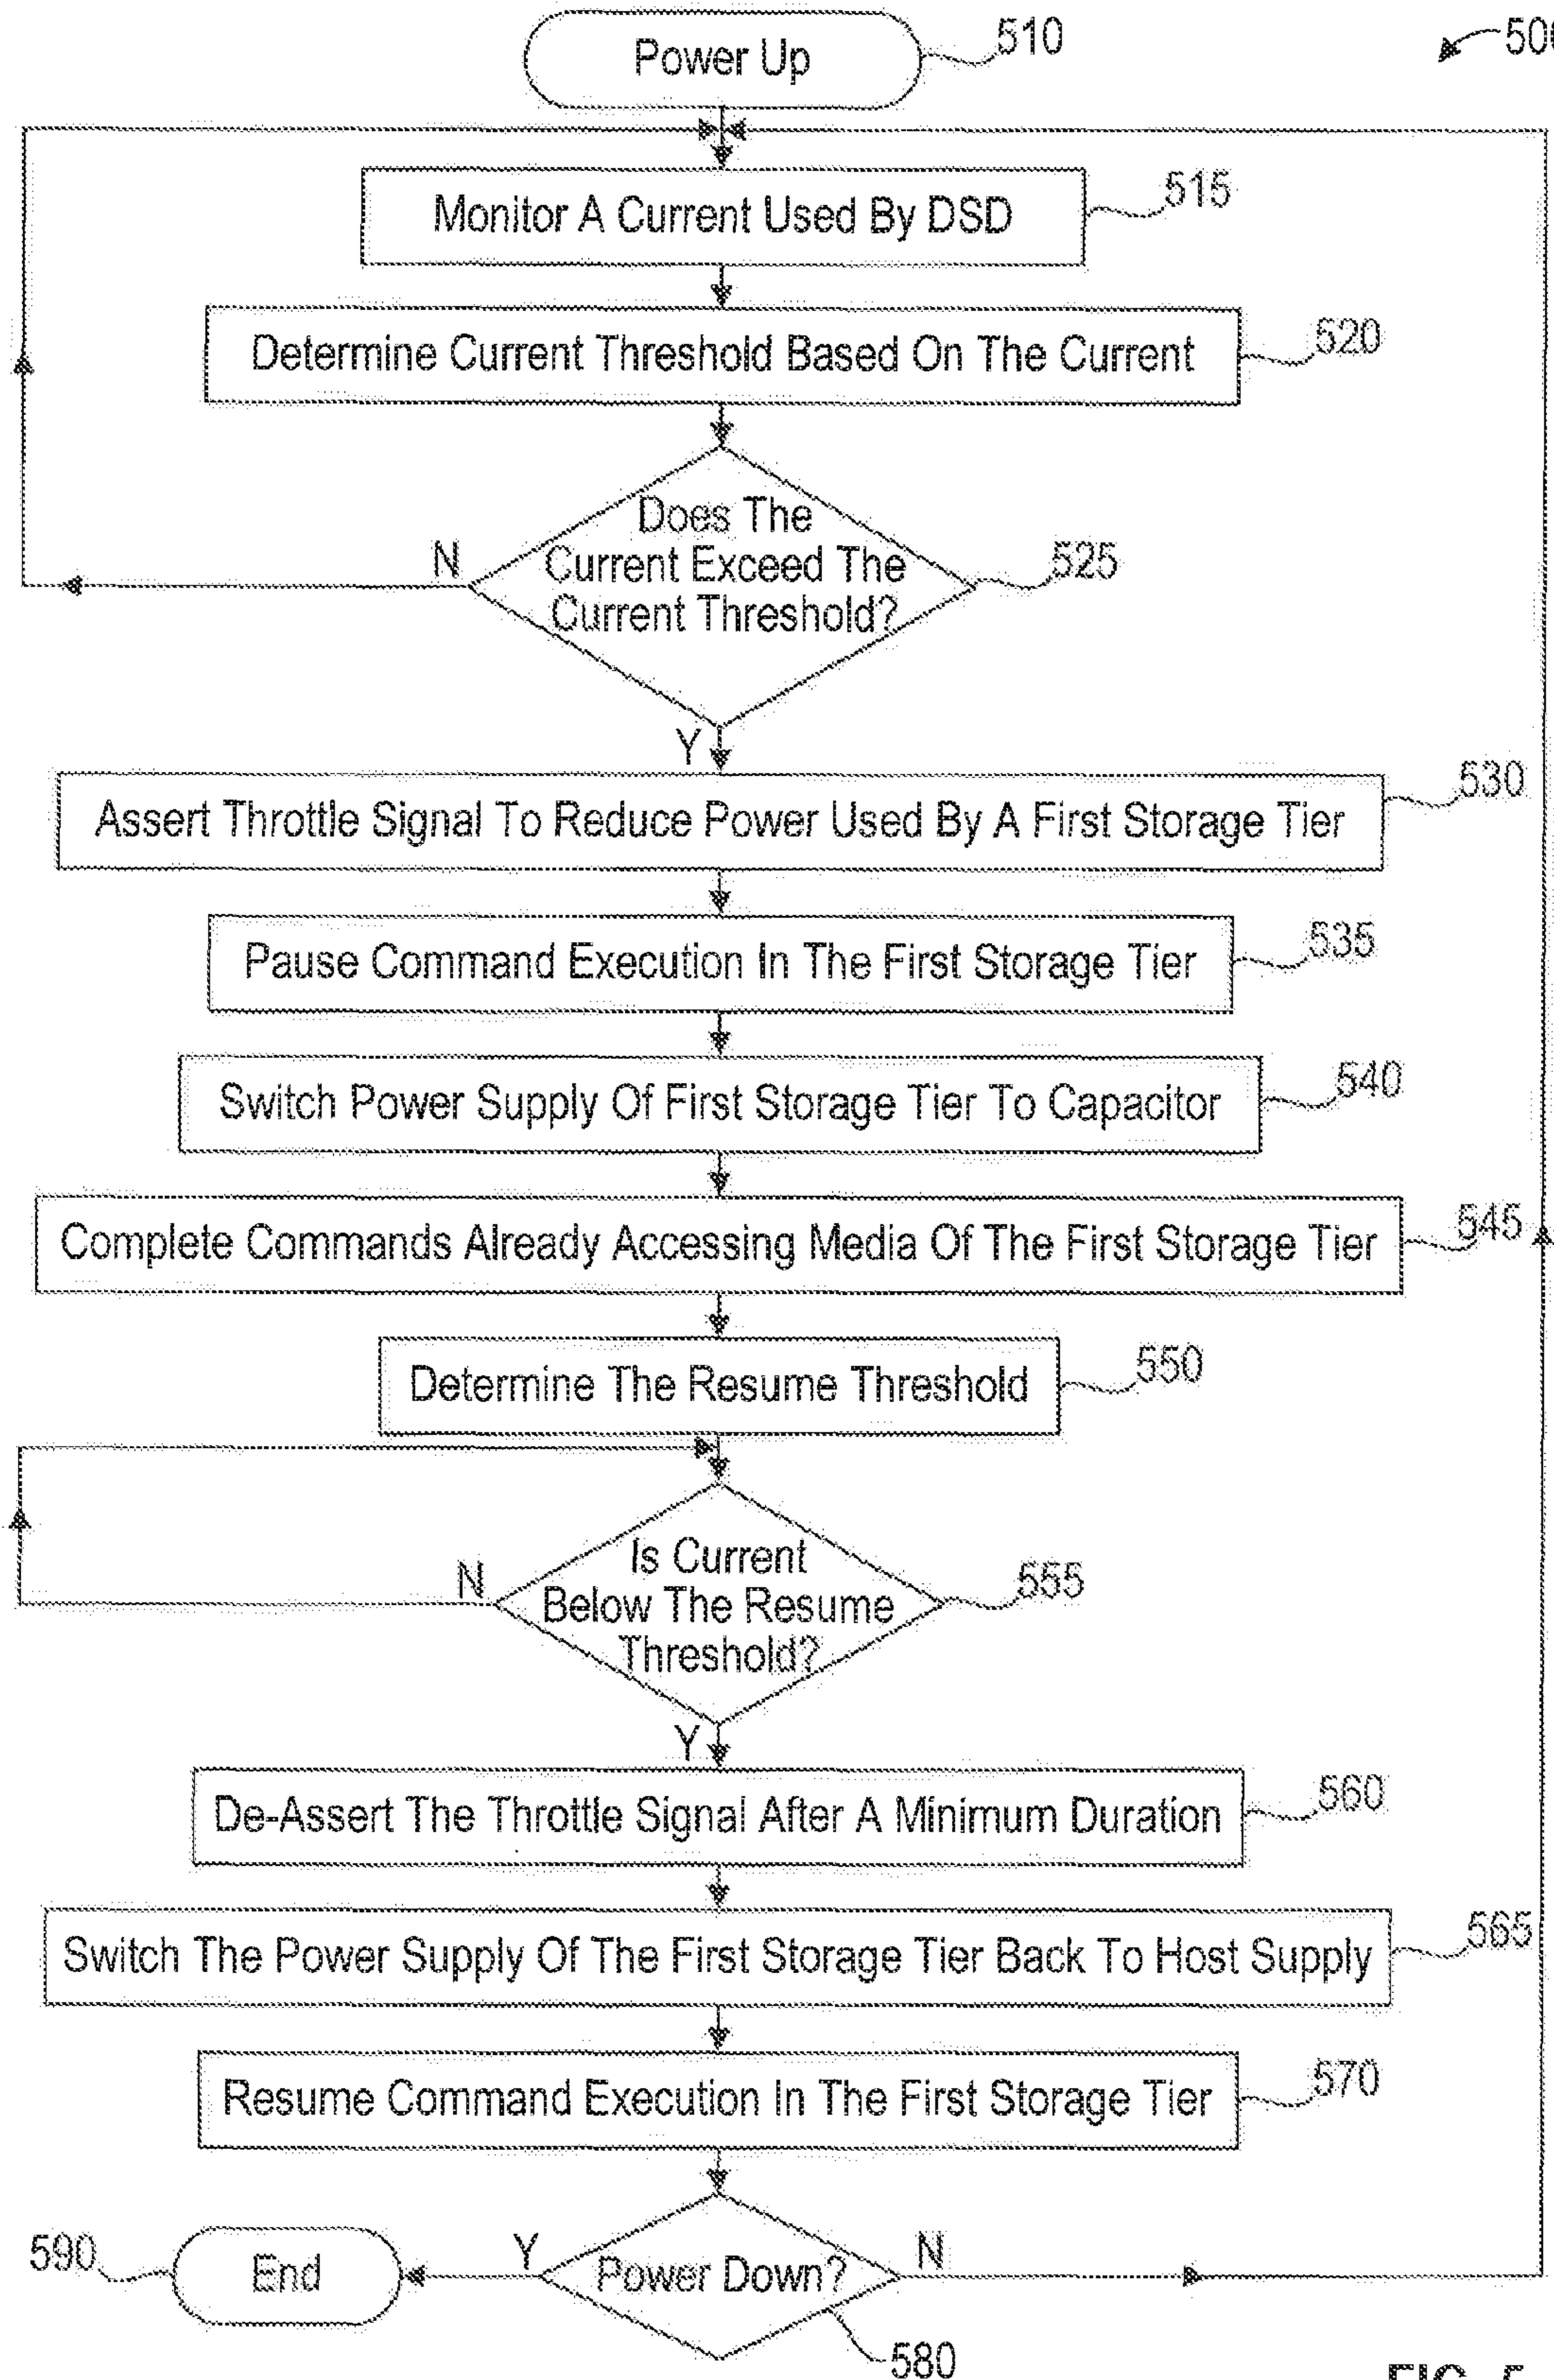 Power Up
510
500
Monitor A Current Used By DSD
515
Determine Current Threshold Based On The Current
520
Does The
Current Exceed The
Current Threshold?
525
N
Y
Assert Throttle Signal To Reduce Power Used By A First Storage Tier
530
Pause Command Execution In The First Storage Tier
535
Switch Power Supply Of First Storage Tier To Capacitor
540
Complete Commands Already Accessing Media Of The First Storage Tier
545
Determine The Resume Threshold
550
Is Current
Below The Resume
Threshold?
555
N
Y
De-Assert The Throttle Signal After A Minimum Duration
560
Switch The Power Supply Of The First Storage Tier Back To Host Supply
565
Resume Command Execution In The First Storage Tier
570
590
End
Y
Power Down?
N
580
FIG. 5